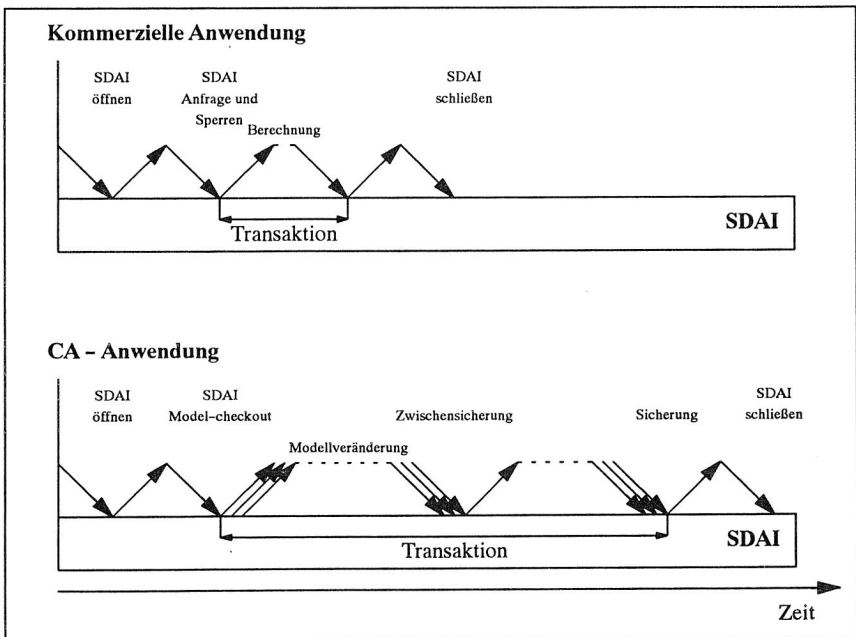 Kommerzielle Anwendung
SDAI
öffnen
SDAI
Anfrage und
Sperren
Berechnung
SDAI
schließen
SDAI
Transaktion
CA – Anwendung
SDAI
öffnen
SDAI
Model-checkout
Modellveränderung
Zwischensicherung
Sicherung
SDAI
schließen
SDAI
Transaktion
Zeit